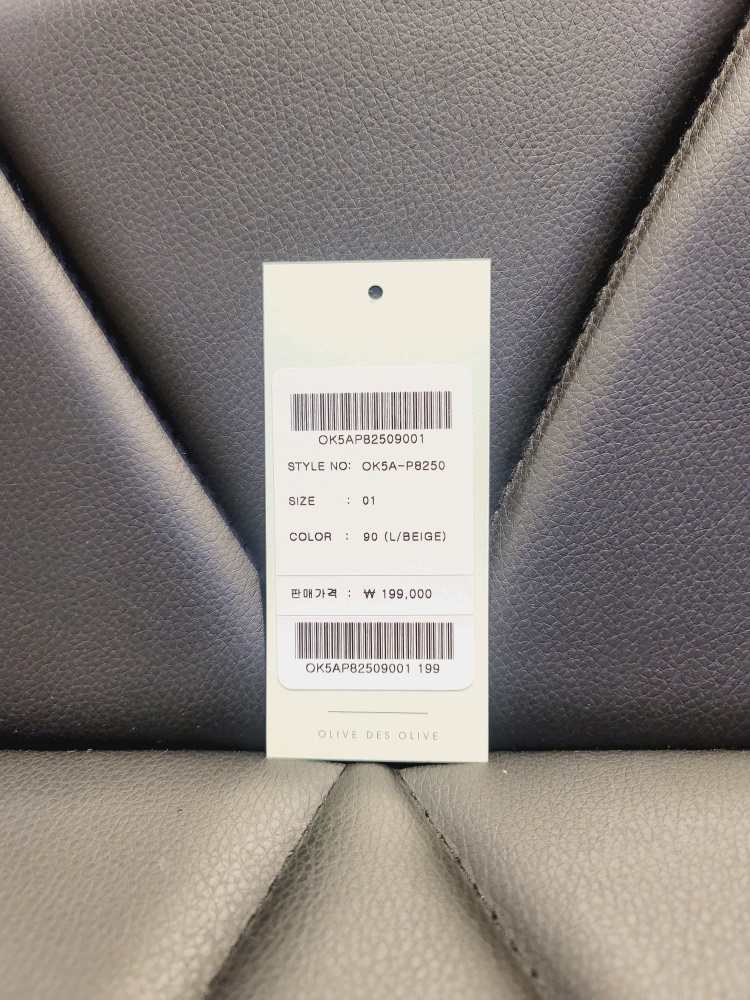 OK5AP82509001
STYLE NO: OK5A-P8250
SIZE : 01
COLOR : 90 (L/BEIGE)
판매가격 : ₩ 199,000
OK5AP82509001 199
OLIVE DES OLIVE